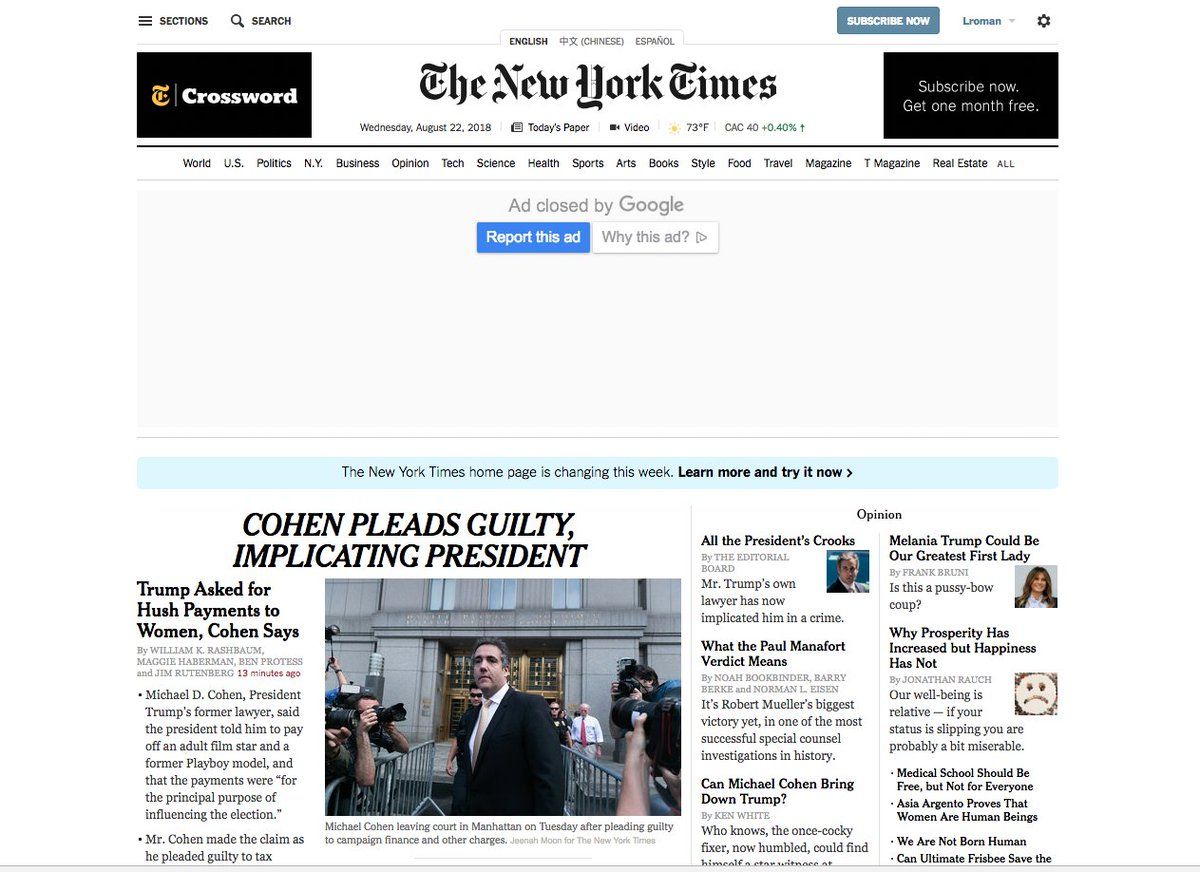 SECTIONS
SEARCH
SUBSCRIBE NOW
Lroman
ENGLISH
中文 (CHINESE)
ESPAÑOL
T Crossword
The New York Times
Subscribe now.
Get one month free.
Wednesday, August 22, 2018
Today's Paper
Video
73°F
CAC 40 +0.40% ↑
World U.S. Politics N.Y. Business Opinion Tech Science Health Sports Arts Books Style Food Travel Magazine T Magazine Real Estate ALL
Ad closed by Google
Report this ad
Why this ad?
The New York Times home page is changing this week. Learn more and try it now >
COHEN PLEADS GUILTY,
IMPLICATING PRESIDENT
Trump Asked for
Hush Payments to
Women, Cohen Says
By WILLIAM K. RASHBAUM,
MAGGIE HABERMAN, BEN PROTESS
and JIM RUTENBERG 13 minutes ago
• Michael D. Cohen, President
Trump's former lawyer, said
the president told him to pay
off an adult film star and a
former Playboy model, and
that the payments were “for
the principal purpose of
influencing the election.”
• Mr. Cohen made the claim as
he pleaded guilty to tax
Michael Cohen leaving court in Manhattan on Tuesday after pleading guilty
to campaign finance and other charges. Jeenah Moon for The New York Times
Opinion
All the President's Crooks
By THE EDITORIAL
BOARD
Mr. Trump's own
lawyer has now
implicated him in a crime.
What the Paul Manafort
Verdict Means
By NOAH BOOKBINDER, BARRY
BERKE and NORMAN L. EISEN
It's Robert Mueller's biggest
victory yet, in one of the most
successful special counsel
investigations in history.
Can Michael Cohen Bring
Down Trump?
By KEN WHITE
Who knows, the once-cocky
fixer, now humbled, could find
himself a star witness at
Melania Trump Could Be
Our Greatest First Lady
By FRANK BRUNI
Is this a pussy-bow
coup?
Why Prosperity Has
Increased but Happiness
Has Not
By JONATHAN RAUCH
Our well-being is
relative — if your
status is slipping you are
probably a bit miserable.
· Medical School Should Be
Free, but Not for Everyone
· Asia Argento Proves That
Women Are Human Beings
· We Are Not Born Human
· Can Ultimate Frisbee Save the